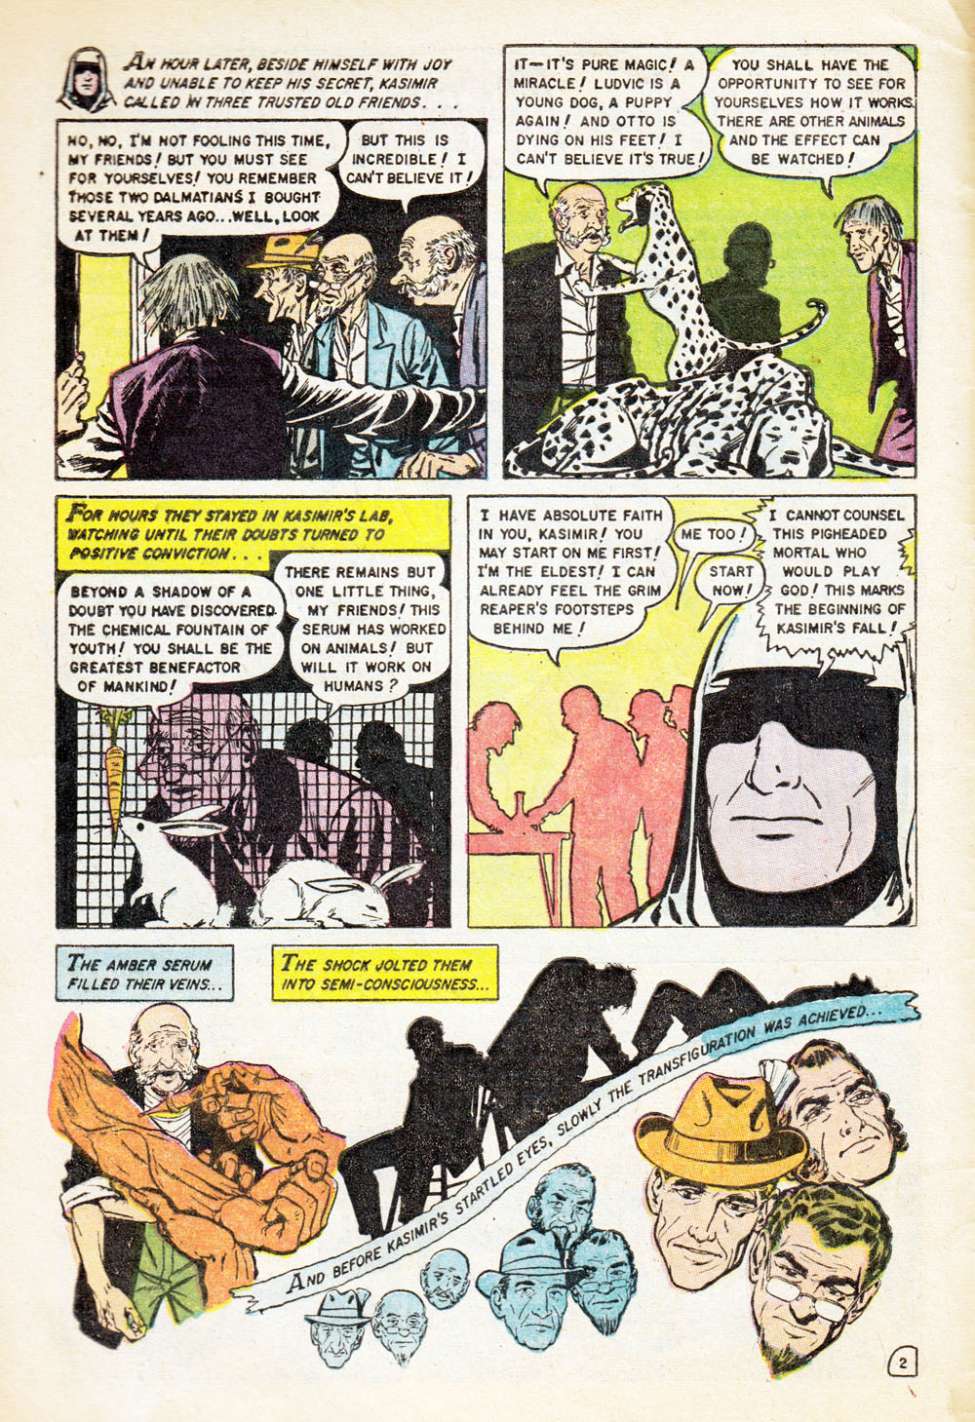 AN HOUR LATER, BESIDE HIMSELF WITH JOY
AND UNABLE TO KEEP HIS SECRET, KASIMIR
CALLED IN THREE TRUSTED OLD FRIENDS. . .
NO, NO, I'M NOT FOOLING THIS TIME,
MY FRIENDS! BUT YOU MUST SEE
FOR YOURSELVES! YOU REMEMBER
THOSE TWO DALMATIANS I BOUGHT
SEVERAL YEARS AGO...WELL, LOOK
AT THEM!
BUT THIS IS
INCREDIBLE! I
CAN'T BELIEVE IT!
IT-IT'S PURE MAGIC! A
MIRACLE! LUDVIC IS A
YOUNG DOG, A PUPPY
AGAIN! AND OTTO IS
DYING ON HIS FEET! I
CAN'T BELIEVE IT'S TRUE!
YOU SHALL HAVE THE
OPPORTUNITY TO SEE FOR
YOURSELVES HOW IT WORKS.
THERE ARE OTHER ANIMALS
AND THE EFFECT CAN
BE WATCHED!
FOR HOURS THEY STAYED IN KASIMIR'S LAB,
WATCHING UNTIL THEIR DOUBTS TURNED TO
POSITIVE CONVICTION. . .
BEYOND A SHADOW OF A
DOUBT YOU HAVE DISCOVERED
THE CHEMICAL FOUNTAIN OF
YOUTH! YOU SHALL BE THE
GREATEST BENEFACTOR
OF MANKIND!
THERE REMAINS BUT
ONE LITTLE THING,
MY FRIENDS! THIS
SERUM HAS WORKED
ON ANIMALS! BUT
WILL IT WORK ON
HUMANS?
I HAVE ABSOLUTE FAITH
IN YOU, KASIMIR! YOU
MAY START ON ME FIRST!
I'M THE ELDEST! I CAN
ALREADY FEEL THE GRIM
REAPER'S FOOTSTEPS
BEHIND ME!
ME TOO!
START
NOW!
I CANNOT COUNSEL
THIS PIGHEADED
MORTAL WHO
WOULD PLAY
GOD! THIS MARKS
THE BEGINNING OF
KASIMIR'S FALL!
THE AMBER SERUM
FILLED THEIR VEINS...
THE SHOCK JOLTED THEM
INTO SEMI-CONSCIOUSNESS...
AND BEFORE KASIMIR'S STARTLED EYES, SLOWLY THE TRANSFIGURATION WAS ACHIEVED...
2